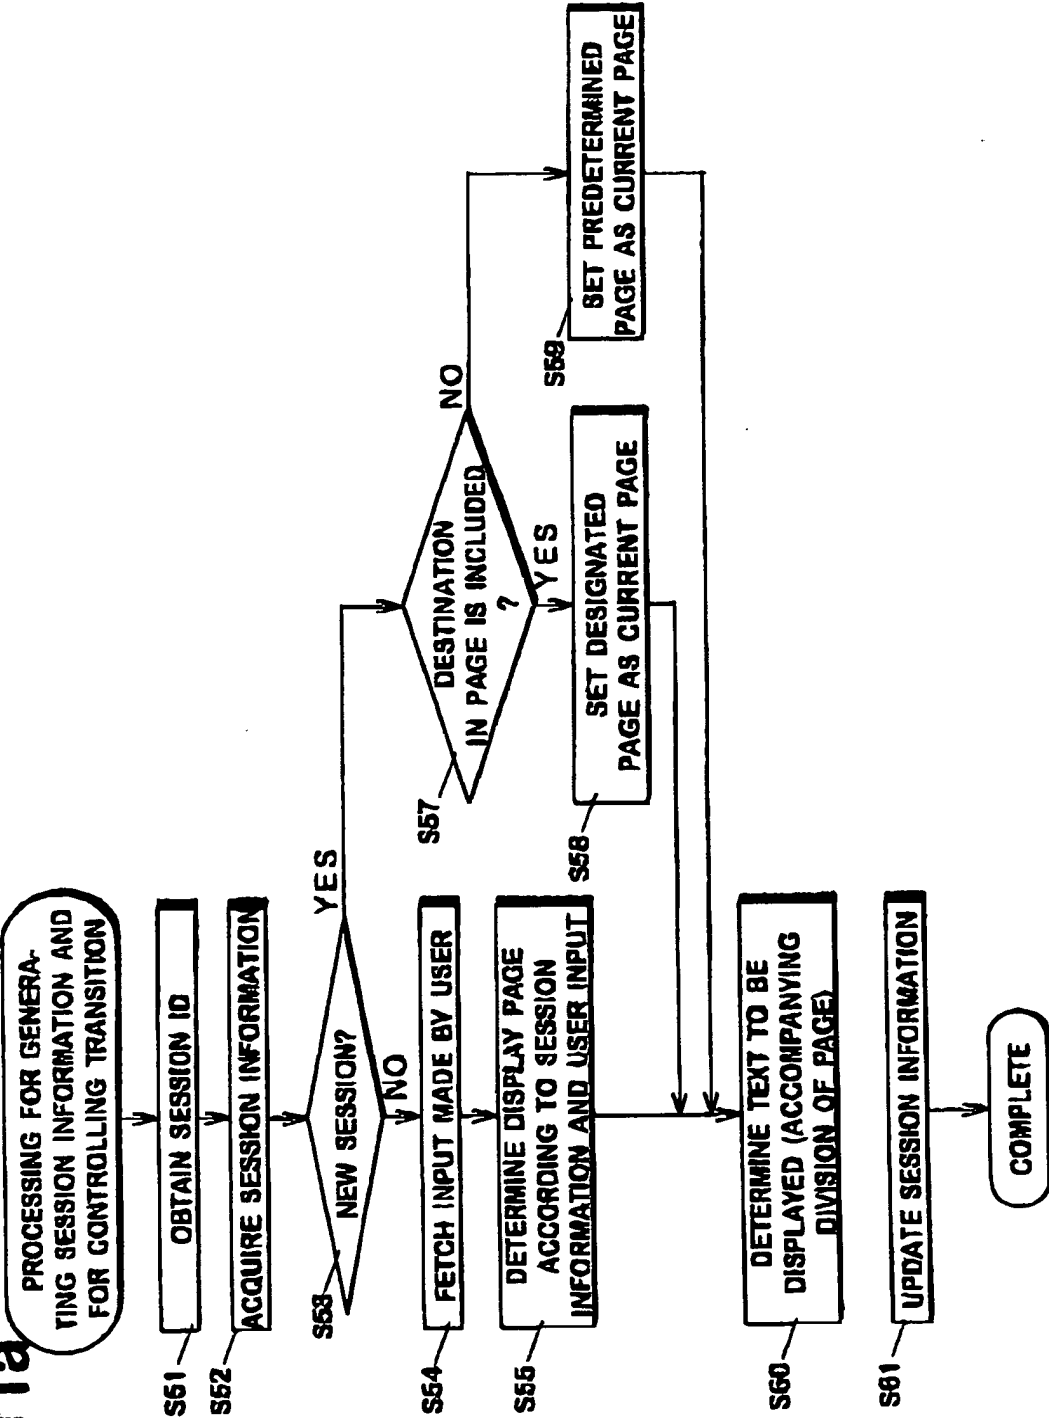 PROCESSING FOR GENERA-
TING SESSION INFORMATION AND
FOR CONTROLLING TRANSITION
S51
OBTAIN SESSION ID
S52
ACQUIRE SESSION INFORMATION
S53
NEW SESSION?
YES
NO
S54
FETCH INPUT MADE BY USER
S55
DETERMINE DISPLAY PAGE
ACCORDING TO SESSION
INFORMATION AND USER INPUT
S57
DESTINATION
IN PAGE IS INCLUDED
?
NO
YES
S58
SET DESIGNATED
PAGE AS CURRENT PAGE
S59
SET PREDETERMINED
PAGE AS CURRENT PAGE
S60
DETERMINE TEXT TO BE
DISPLAYED (ACCOMPANYING
DIVISION OF PAGE)
S61
UPDATE SESSION INFORMATION
COMPLETE